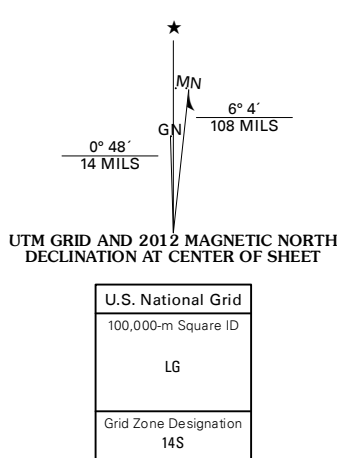 ★
MN
GN
6° 4´
108 MILS
0° 48´
14 MILS
UTM GRID AND 2012 MAGNETIC NORTH
DECLINATION AT CENTER OF SHEET
U.S. National Grid
100,000-m Square ID
LG
Grid Zone Designation
14S